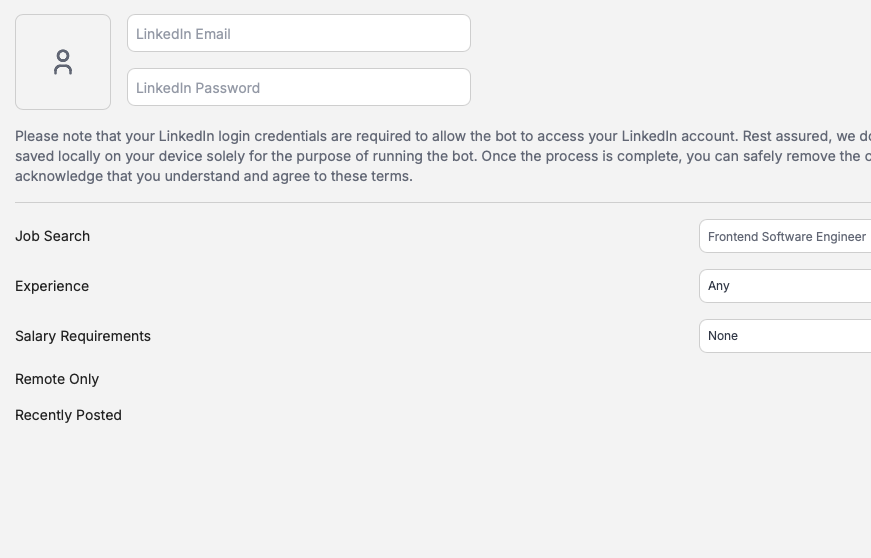 LinkedIn Email
LinkedIn Password
Please note that your LinkedIn login credentials are required to allow the bot to access your LinkedIn account. Rest assured, we
saved locally on your device solely for the purpose of running the bot. Once the process is complete, you can safely remove the
acknowledge that you understand and agree to these terms.
Job Search
Frontend Software Engineer
Experience
Any
Salary Requirements
None
Remote Only
Recently Posted